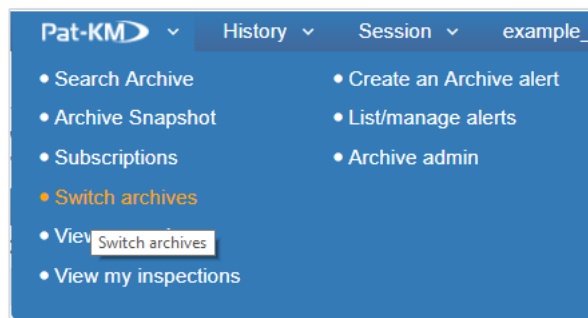 Pat-KM History Session example_
Search Archive
Archive Snapshot
Subscriptions
Switch archives
View
Switch archives
View my inspections
Create an Archive alert
List/manage alerts
Archive admin